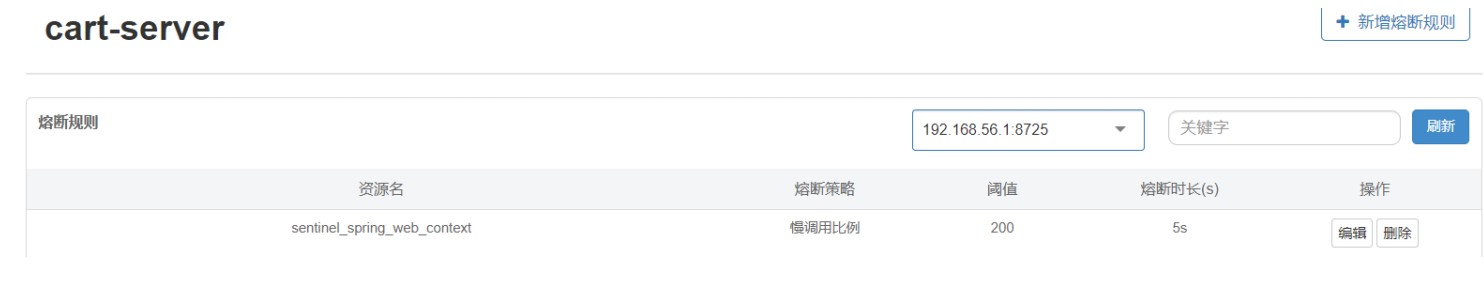 cart-server
+ 新增熔断规则
熔断规则
192.168.56.1:8725
关键字
刷新
资源名 熔断策略 阈值 熔断时长(s) 操作
sentinel_spring_web_context 慢调用比例 200 5s 编辑 删除